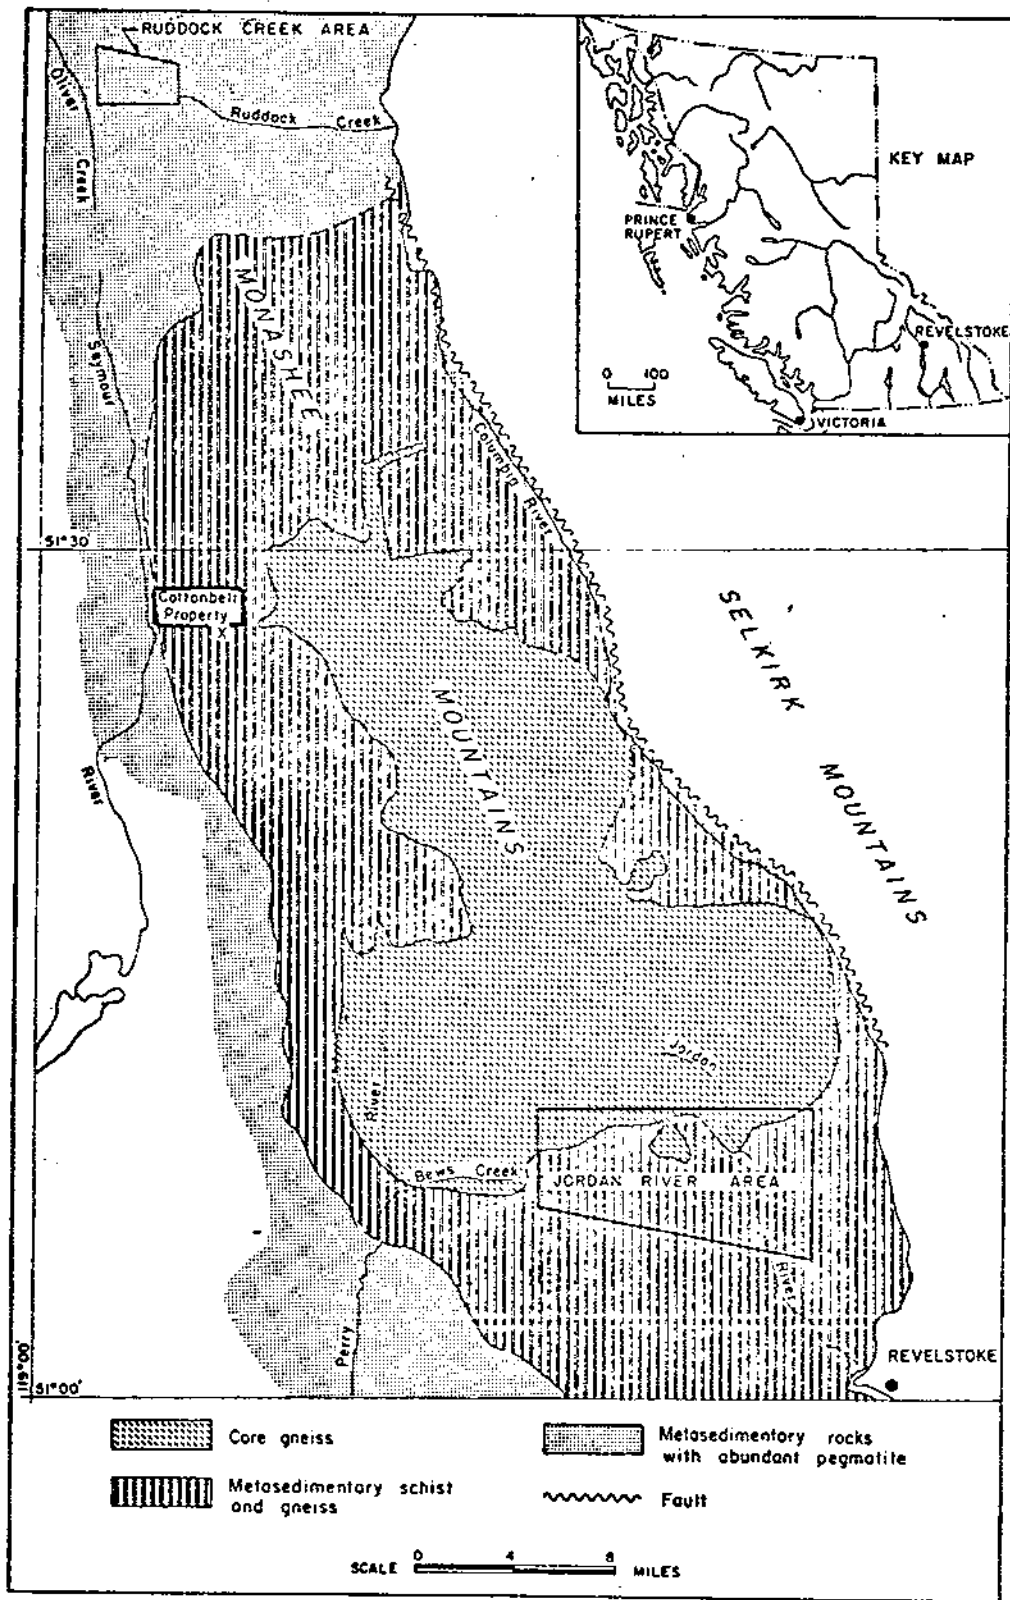 RUDDOCK CREEK AREA
Oliver
Creek
Ruddock Creek
KEY MAP
PRINCE
RUPERT
REVELSTOKE
0 100
MILES
VICTORIA
MONASHEE
Seymour
Columbia River
51°30
Cottonbelt
Property
X
SELKIRK
MOUNTAINS
MOUNTAINS
River
Jordan
River
Bews Creek
JORDAN RIVER AREA
River
Perry
REVELSTOKE
119°00'
51°00'
Core gneiss
Metasedimentary rocks
with abundant pegmatite
Metasedimentary schist
and gneiss
Fault
SCALE 0 4 8 MILES